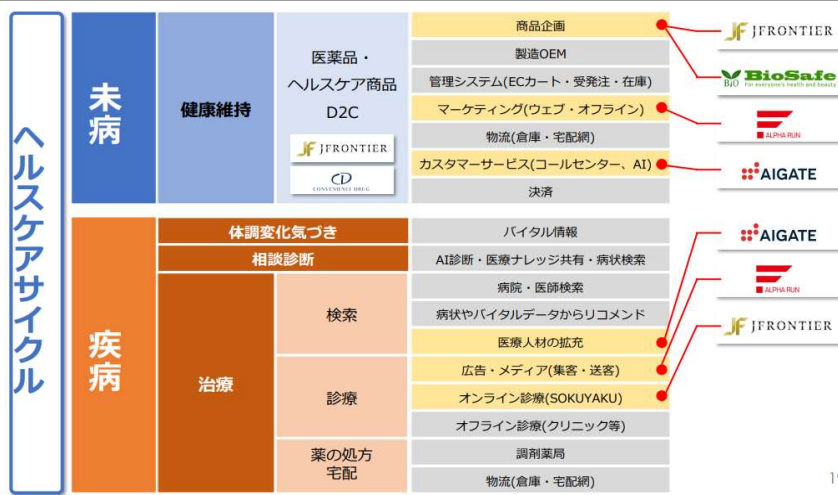 ヘルスケアサイクル
未病
健康維持
医薬品・
ヘルスケア商品
D2C
JF JFRONTIER
CD
CONVENIENCE DRUG
商品企画
製造OEM
管理システム(ECカート・受発注・在庫)
マーケティング(ウェブ・オフライン)
物流(倉庫・宅配網)
カスタマーサービス(コールセンター、AI)
決済
JF JFRONTIER
BIO BioSafe
For everyone's health and beauty
ALPHA RUN
AIGATE
疾病
体調変化気づき
バイタル情報
相談診断
AI診断・医療ナレッジ共有・病状検索
治療
検索
病院・医師検索
病状やバイタルデータからリコメンド
医療人材の拡充
診療
広告・メディア(集客・送客)
オンライン診療(SOKUYAKU)
オフライン診療(クリニック等)
薬の処方
宅配
調剤薬局
物流(倉庫・宅配網)
AIGATE
ALPHA RUN
JF JFRONTIER